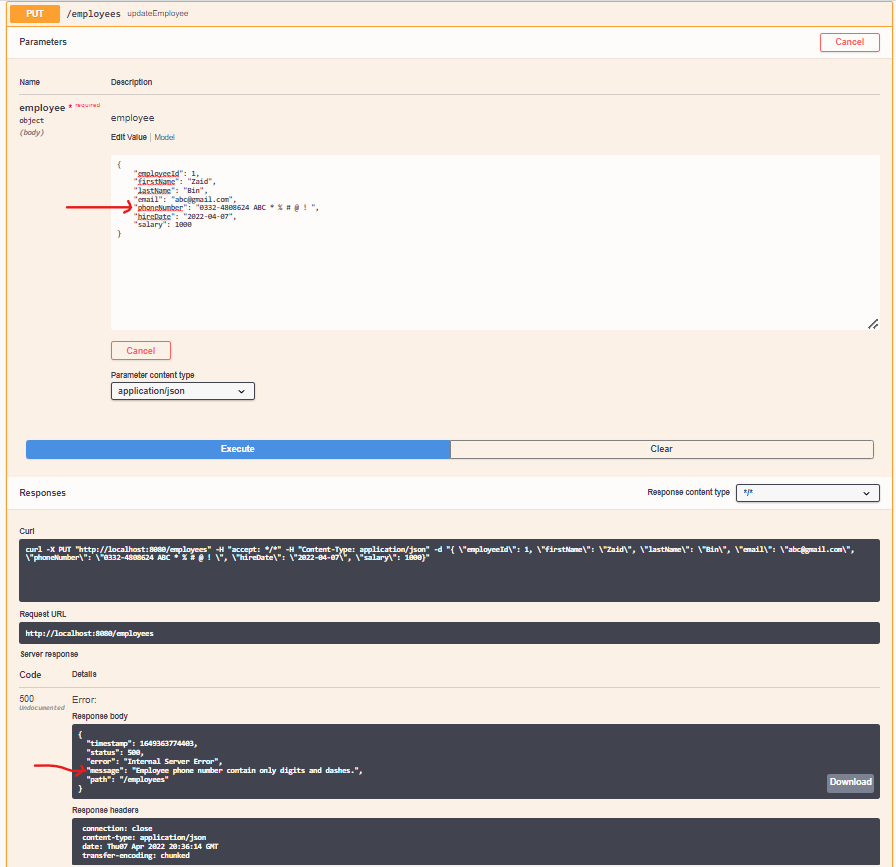 PUT /employees updateEmployee
Parameters
Cancel
Name Description
employee * required
object
(body)
employee
Edit Value | Model
{
"employeeId": 1,
"firstName": "Zaid",
"lastName": "Bin",
"email": "abc@gmail.com",
"phoneNumber": "0332-4808624 ABC * % # @ ! ",
"hireDate": "2022-04-07",
"salary": 1000
}
Cancel
Parameter content type
application/json
Execute Clear
Responses Response content type */*
Curl
curl -X PUT "http://localhost:8080/employees" -H "accept: */*" -H "Content-Type: application/json" -d "{ \"employeeId\": 1, \"firstName\": \"Zaid\", \"lastName\": \"Bin\", \"email\": \"abc@gmail.com\",
\"phoneNumber\": \"0332-4808624 ABC * % # @ ! \", \"hireDate\": \"2022-04-07\", \"salary\": 1000}"
Request URL
http://localhost:8080/employees
Server response
Code Details
500 Error:
Undocumented
Response body
{
"timestamp": 1649363774403,
"status": 500,
"error": "Internal Server Error",
"message": "Employee phone number contain only digits and dashes.",
"path": "/employees"
}
Download
Response headers
connection: close
content-type: application/json
date: Thu07 Apr 2022 20:36:14 GMT
transfer-encoding: chunked